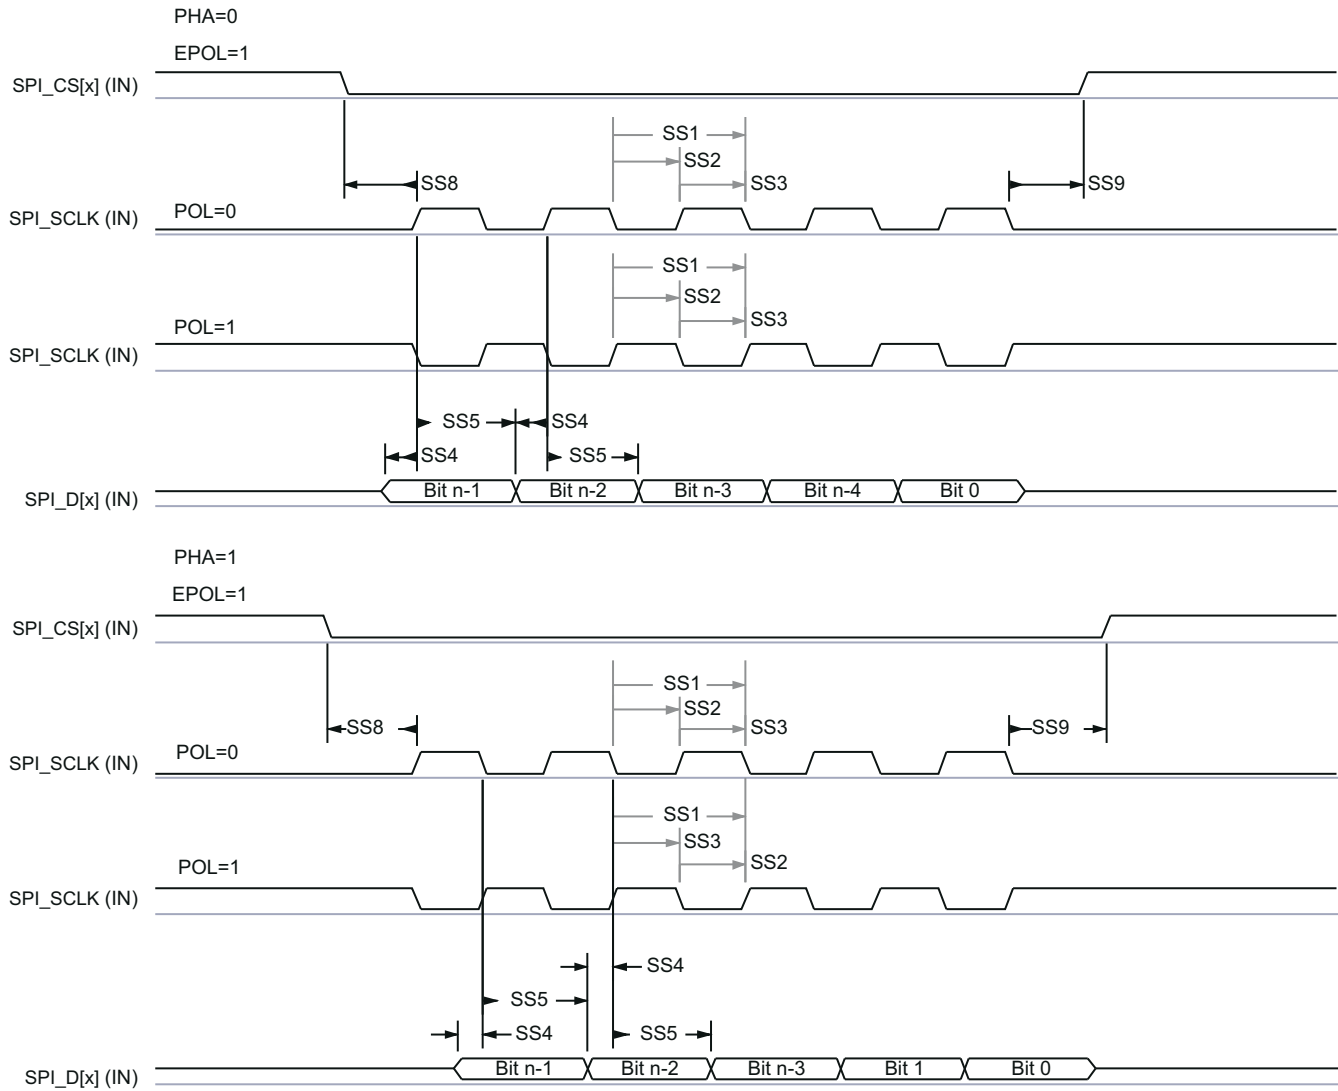 PHA=0
EPOL=1
SPI_CS[x] (IN)
SS1
SS2
SS8
SS3
SS9
POL=0
SPI_SCLK (IN)
SS1
SS2
SS3
POL=1
SPI_SCLK (IN)
SS5
SS4
SS4
SS5
Bit n-1
Bit n-2
Bit n-3
Bit n-4
Bit 0
SPI_D[x] (IN)
PHA=1
EPOL=1
SPI_CS[x] (IN)
SS1
SS2
SS8
SS3
SS9
POL=0
SPI_SCLK (IN)
SS1
SS3
SS2
POL=1
SPI_SCLK (IN)
SS4
SS5
SS4
SS5
Bit n-1
Bit n-2
Bit n-3
Bit 1
Bit 0
SPI_D[x] (IN)